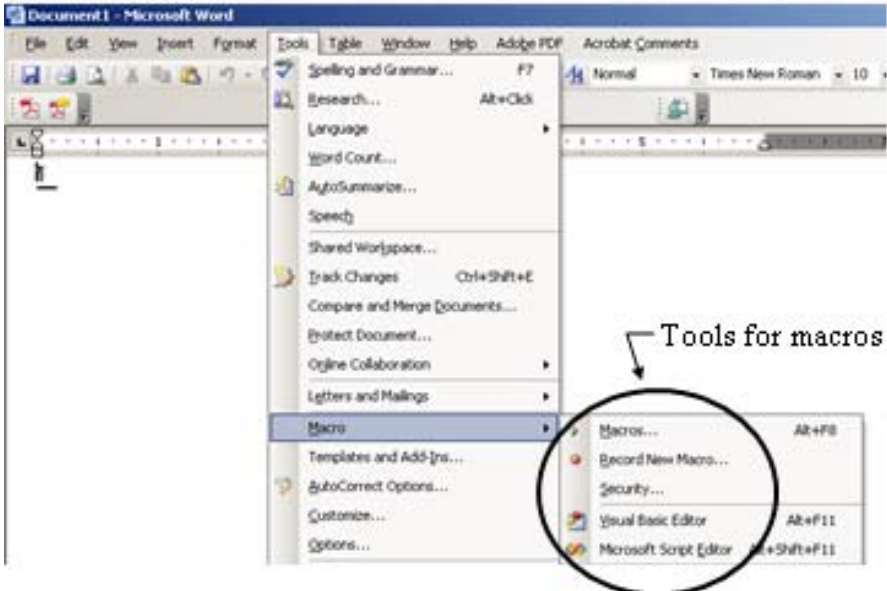 Document1 - Microsoft Word
File Edit View Insert Format Tools Table Window Help Adobe PDF Acrobat Comments
Normal Times New Roman 10
Spelling and Grammar... F7
Research... Alt+Click
Language
Word Count...
AutoSummarize...
Speech
Shared Workspace...
Track Changes Ctrl+Shift+E
Compare and Merge Documents...
Protect Document...
Online Collaboration
Letters and Mailings
Macro
Templates and Add-Ins...
AutoCorrect Options...
Customize...
Options...
1 5
Tools for macros
Macros... Alt+F8
Record New Macro...
Security...
Visual Basic Editor Alt+F11
Microsoft Script Editor Alt+Shift+F11